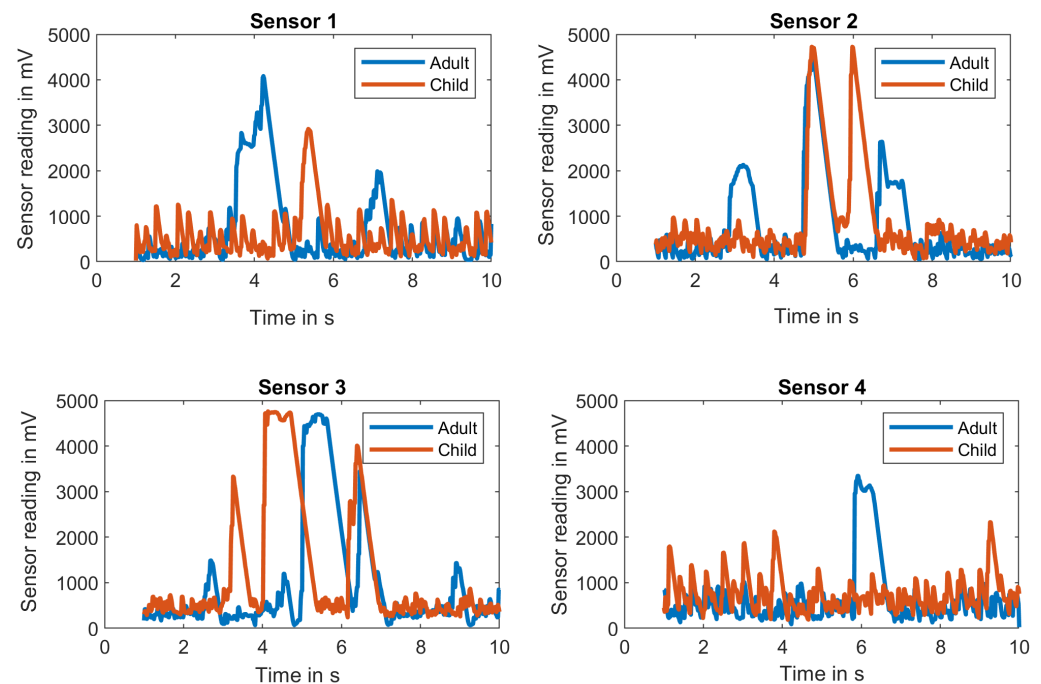 Sensor 1
Sensor reading in mV
5000
4000
3000
2000
1000
0
Adult
Child
0 2 4 6 8 10
Time in s
Sensor 2
Sensor reading in mV
5000
4000
3000
2000
1000
0
Adult
Child
0 2 4 6 8 10
Time in s
Sensor 3
Sensor reading in mV
5000
4000
3000
2000
1000
0
Adult
Child
0 2 4 6 8 10
Time in s
Sensor 4
Sensor reading in mV
5000
4000
3000
2000
1000
0
Adult
Child
0 2 4 6 8 10
Time in s